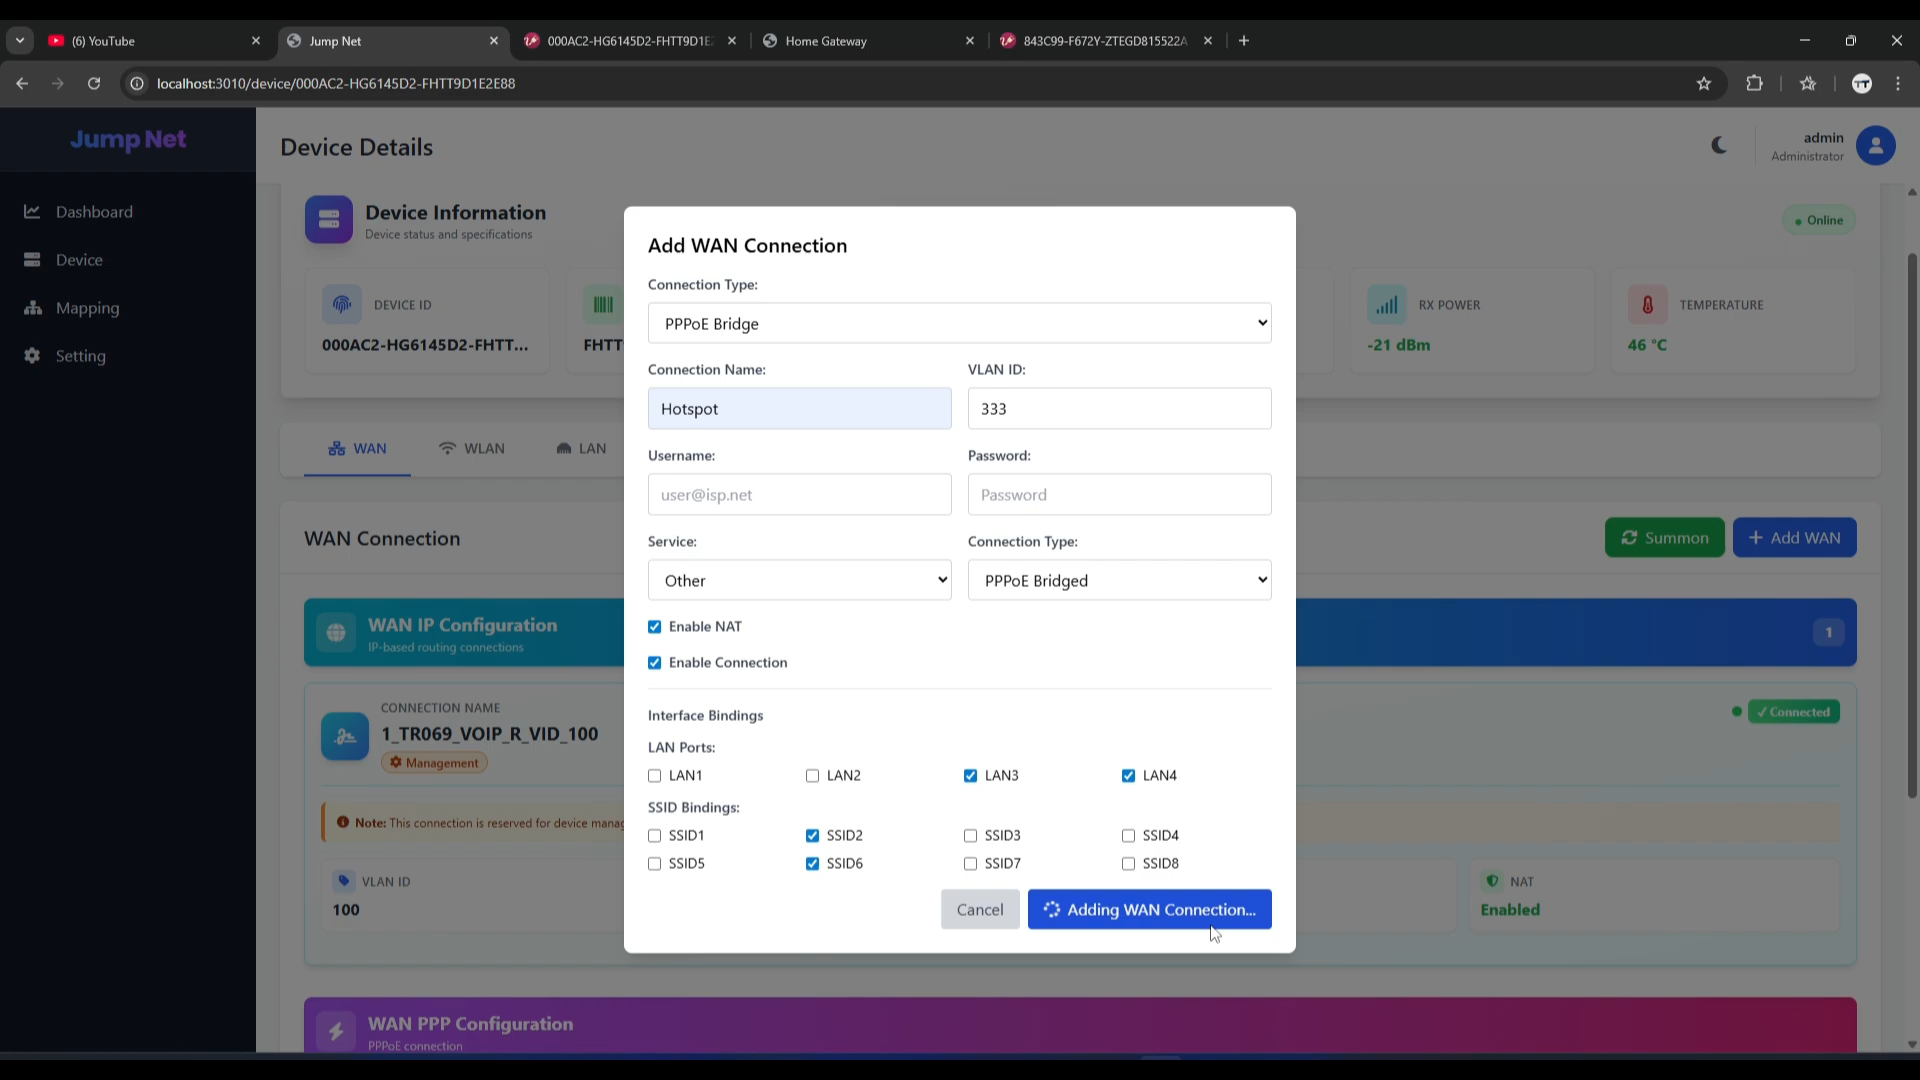 (6) YouTube
Jump Net
000AC2-HG6145D2-FHTT9D1E
Home Gateway
843C99-F672Y-ZTEGD815522A
localhost:3010/device/000AC2-HG6145D2-FHTT9D1E2E88
Jump Net
Device Details
admin
Administrator
Dashboard
Device
Mapping
Setting
Device Information
Device status and specifications
Online
DEVICE ID
000AC2-HG6145D2-FHTT...
FHTT
RX POWER
-21 dBm
TEMPERATURE
46 °C
WAN
WLAN
LAN
WAN Connection
Summon
+ Add WAN
WAN IP Configuration
IP-based routing connections
1
CONNECTION NAME
1_TR069_VOIP_R_VID_100
Management
✓ Connected
Note: This connection is reserved for device manag
VLAN ID
100
NAT
Enabled
WAN PPP Configuration
PPPoE connection
Add WAN Connection
Connection Type:
PPPoE Bridge
Connection Name:
VLAN ID:
Hotspot
333
Username:
Password:
user@isp.net
Password
Service:
Connection Type:
Other
PPPoE Bridged
Enable NAT
Enable Connection
Interface Bindings
LAN Ports:
LAN1
LAN2
LAN3
LAN4
SSID Bindings:
SSID1
SSID2
SSID3
SSID4
SSID5
SSID6
SSID7
SSID8
Cancel
Adding WAN Connection...